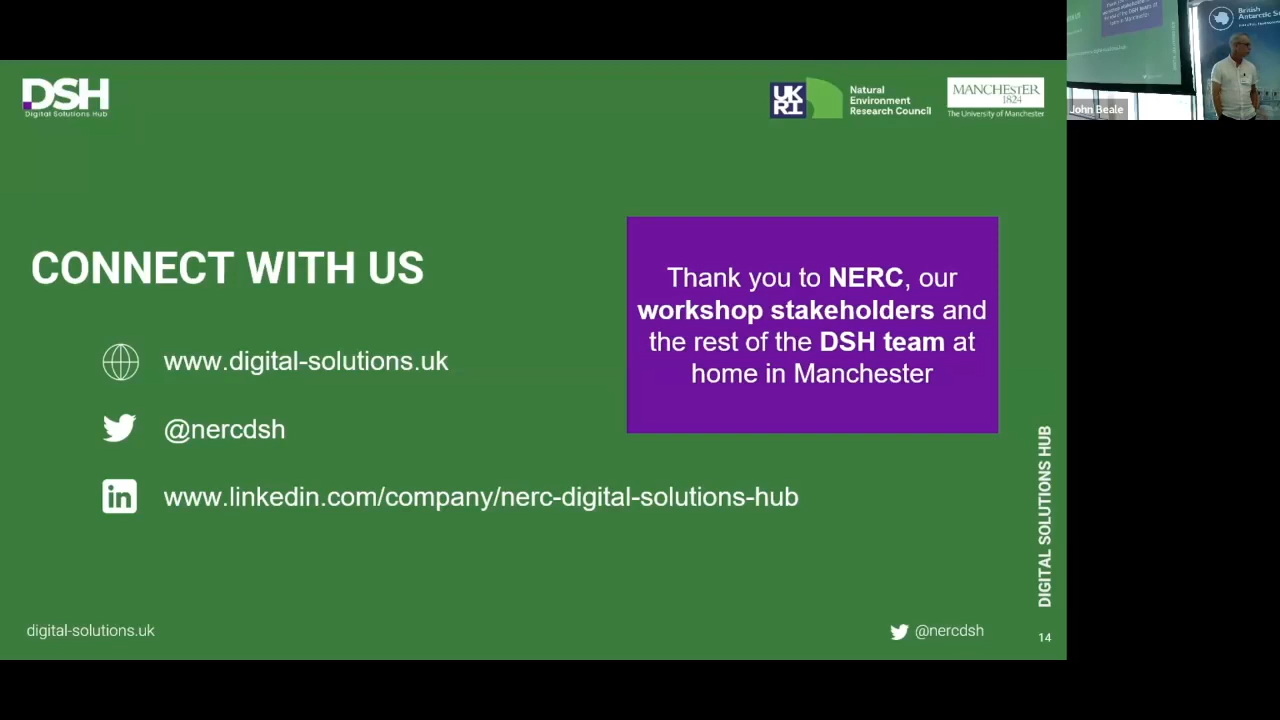 DSH
Digital Solutions Hub
UK
RI
Natural
Environment
Research Council
MANCHESTER
1824
The University of Manchester
British
John Beale
CONNECT WITH US
www.digital-solutions.uk
@nercdsh
www.linkedin.com/company/nerc-digital-solutions-hub
Thank you to NERC, our
workshop stakeholders and
the rest of the DSH team at
home in Manchester
DIGITAL SOLUTIONS HUB
digital-solutions.uk
@nercdsh
14